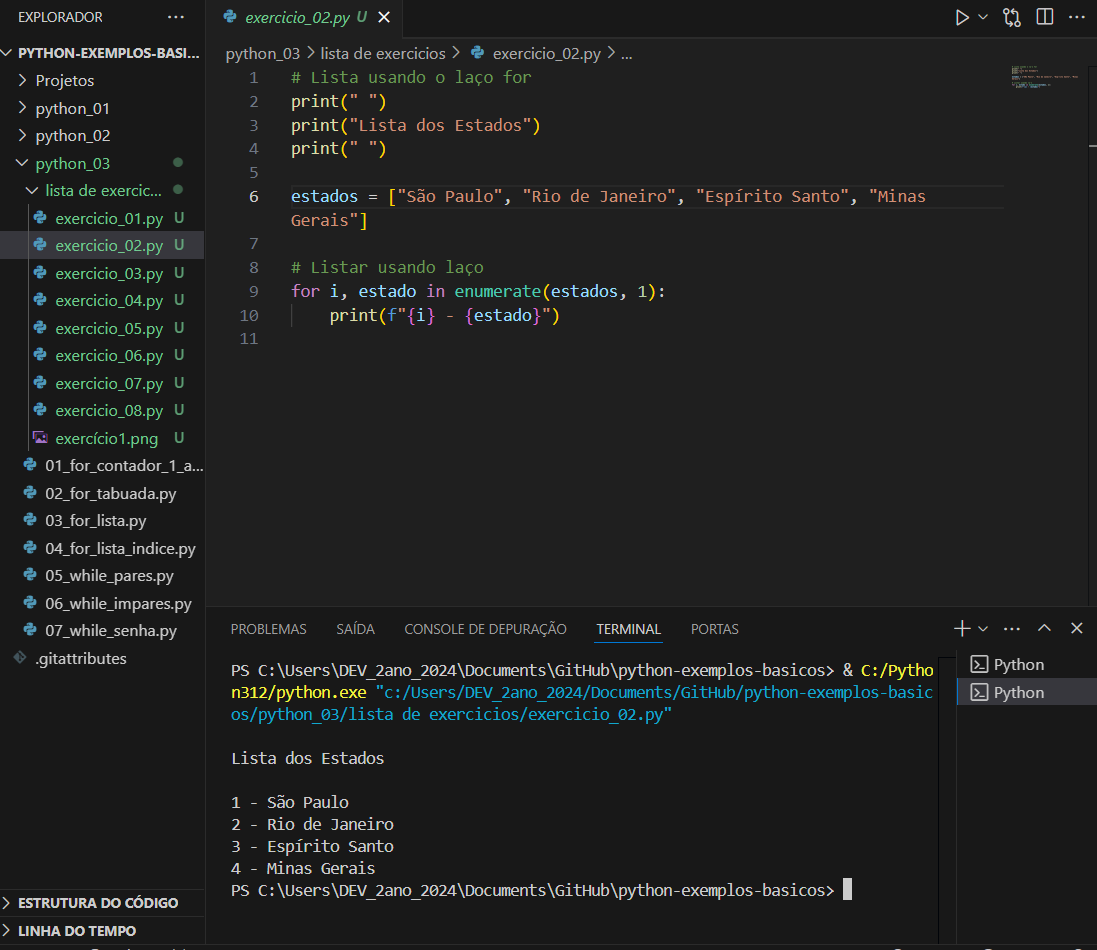 EXPLORADOR ···
PYTHON-EXEMPLOS-BASI...
Projetos
python_01
python_02
python_03
lista de exercic...
exercicio_01.py U
exercicio_02.py U
exercicio_03.py U
exercicio_04.py U
exercicio_05.py U
exercicio_06.py U
exercicio_07.py U
exercicio_08.py U
exercício1.png U
01_for_contador_1_a...
02_for_tabuada.py
03_for_lista.py
04_for_lista_indice.py
05_while_pares.py
06_while_impares.py
07_while_senha.py
.gitattributes
ESTRUTURA DO CÓDIGO
LINHA DO TEMPO
exercicio_02.py U
python_03 > lista de exercicios > exercicio_02.py > ...
1 # Lista usando o laço for
2 print(" ")
3 print("Lista dos Estados")
4 print(" ")
5
6 estados = ["São Paulo", "Rio de Janeiro", "Espírito Santo", "Minas
Gerais"]
7
8 # Listar usando laço
9 for i, estado in enumerate(estados, 1):
10     print(f"{i} - {estado}")
11
PROBLEMAS SAÍDA CONSOLE DE DEPURAÇÃO TERMINAL PORTAS
PS C:\Users\DEV_2ano_2024\Documents\GitHub\python-exemplos-basicos> & C:/Pytho
n312/python.exe "c:/Users/DEV_2ano_2024/Documents/GitHub/python-exemplos-basic
os/python_03/lista de exercicios/exercicio_02.py"
Lista dos Estados
1 - São Paulo
2 - Rio de Janeiro
3 - Espírito Santo
4 - Minas Gerais
PS C:\Users\DEV_2ano_2024\Documents\GitHub\python-exemplos-basicos>
Python
Python